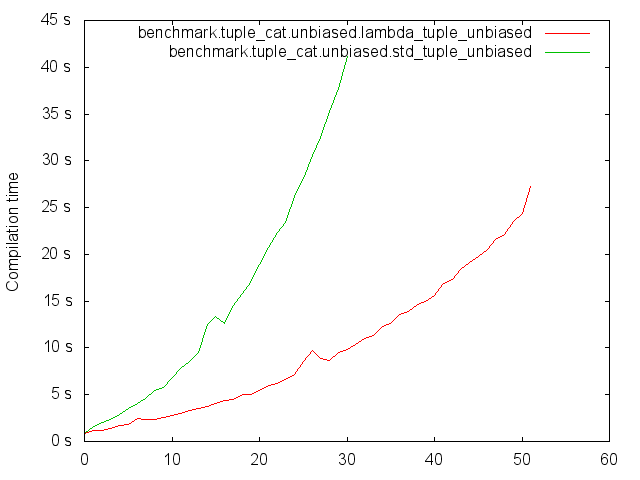 45 s
benchmark.tuple_cat.unbiased.lambda_tuple_unbiased
benchmark.tuple_cat.unbiased.std_tuple_unbiased
40 s
35 s
30 s
25 s
20 s
15 s
10 s
5 s
0 s
Compilation time
0 10 20 30 40 50 60